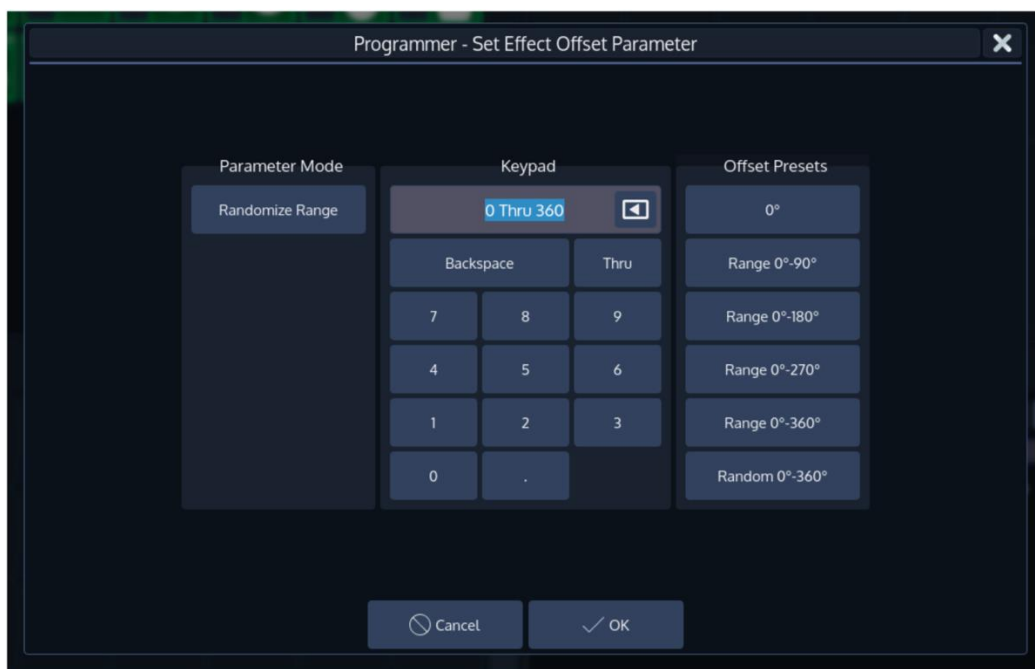 Programmer - Set Effect Offset Parameter
Parameter Mode
Randomize Range
Keypad
0 Thru 360
Backspace
Thru
7
8
9
4
5
6
1
2
3
0
.
Offset Presets
0°
Range 0°-90°
Range 0°-180°
Range 0°-270°
Range 0°-360°
Random 0°-360°
Cancel
OK